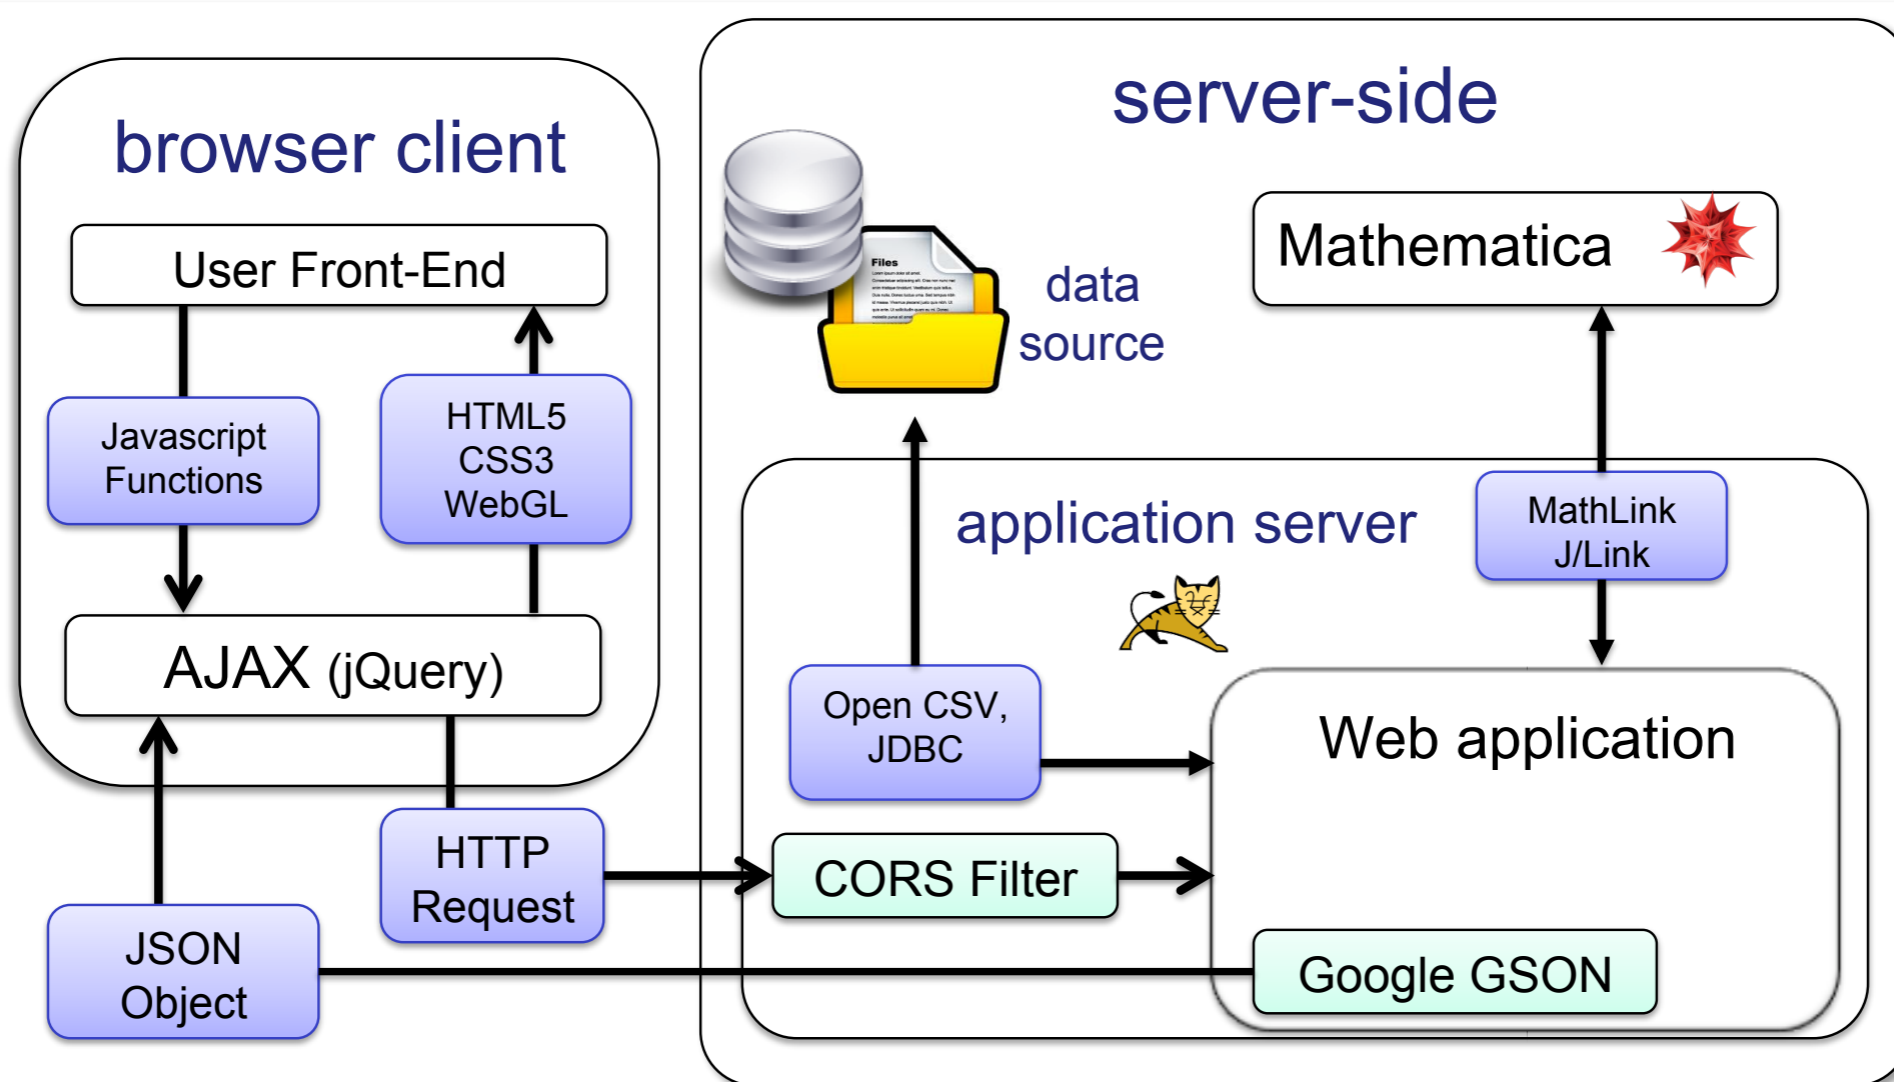 browser client
User Front-End
Javascript
Functions
HTML5
CSS3
WebGL
AJAX (jQuery)
HTTP
Request
JSON
Object
server-side
Files
data
source
Mathematica
application server
MathLink
J/Link
Open CSV,
JDBC
Web application
CORS Filter
Google GSON